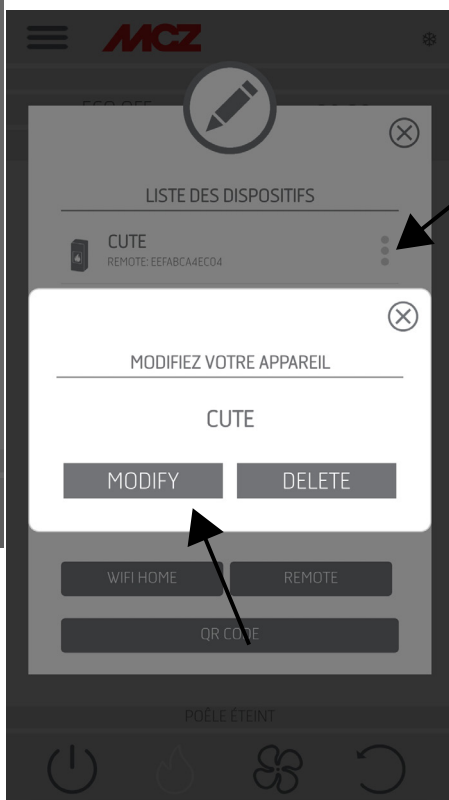 MCZ
LISTE DES DISPOSITIFS
CUTE
REMOTE: EEFABCA4EC04
MODIFIEZ VOTRE APPAREIL
CUTE
MODIFY DELETE
WIFI HOME REMOTE
QR CODE
POÊLE ÉTEINT